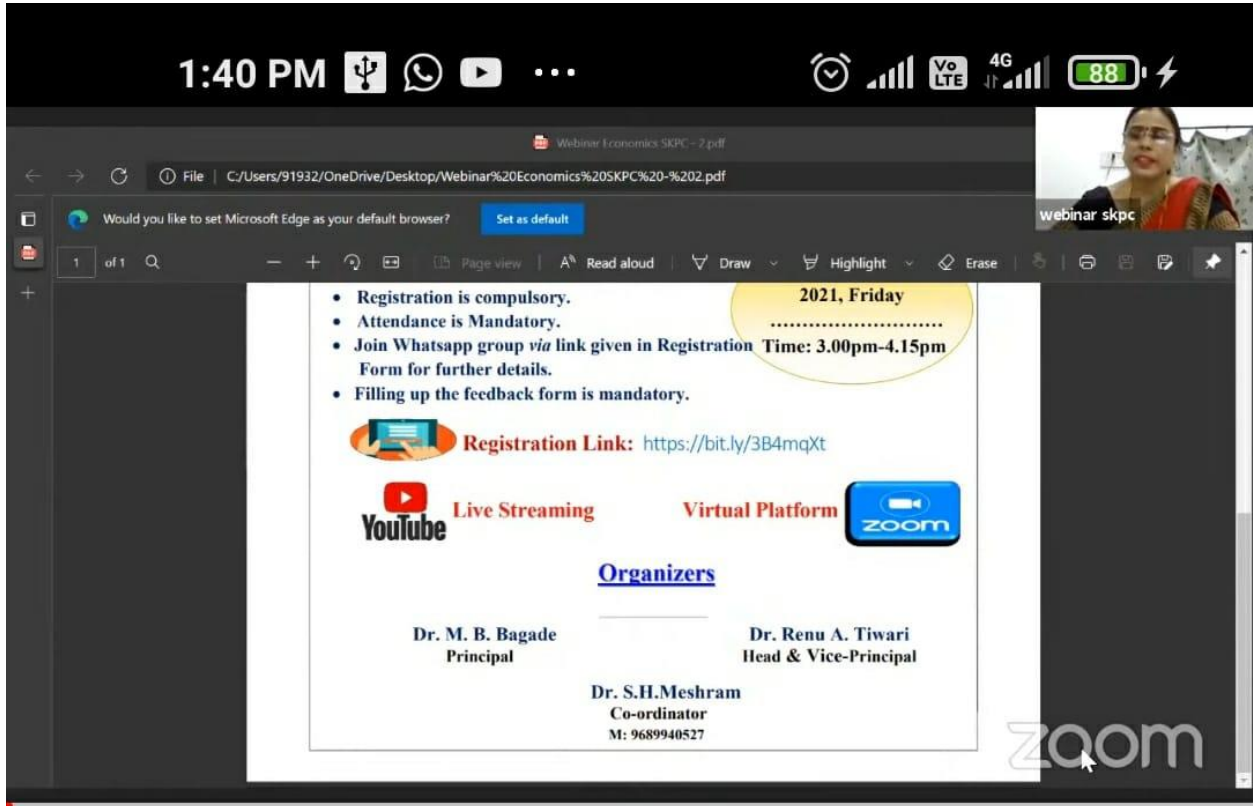 1:40 PM ... Vo LTE 4G 88
Webinar Economics SKPC - 2.pdf
File | C:/Users/91932/OneDrive/Desktop/Webinar%20Economics%20SKPC%20-%202.pdf
webinar skpc
Would you like to set Microsoft Edge as your default browser? Set as default
1 of 1 Page view Read aloud Draw Highlight Erase
• Registration is compulsory.
• Attendance is Mandatory.
• Join Whatsapp group via link given in Registration
Form for further details.
• Filling up the feedback form is mandatory.
2021, Friday
............................
Time: 3.00pm-4.15pm
Registration Link: https://bit.ly/3B4mqXt
YouTube Live Streaming Virtual Platform zoom
Organizers
Dr. M. B. Bagade Dr. Renu A. Tiwari
Principal Head & Vice-Principal
Dr. S.H.Meshram
Co-ordinator
M: 9689940527
zoom